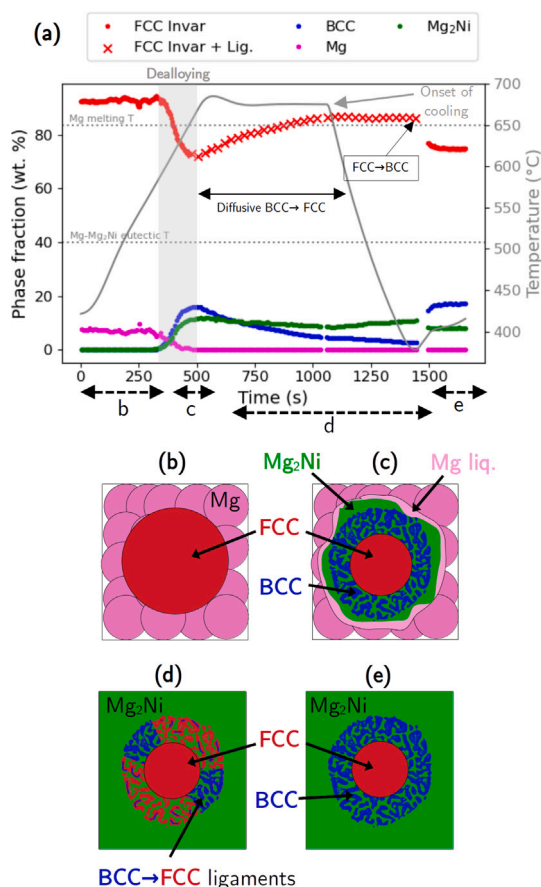 (a)
FCC Invar
BCC
Mg₂Ni
FCC Invar + Lig.
Mg
Dealloying
Onset of
cooling
Mg melting T
FCC→BCC
Diffusive BCC→ FCC
Mg-Mg₂Ni eutectic T
Phase fraction (wt. %)
80
60
40
20
0
Temperature (°C)
700
650
600
550
500
450
400
0
250
500
750
1000
1250
1500
Time (s)
b
c
d
e
(b)
Mg₂Ni
(c)
Mg liq.
Mg
FCC
BCC
(d)
(e)
Mg₂Ni
Mg₂Ni
FCC
BCC
BCC→FCC ligaments